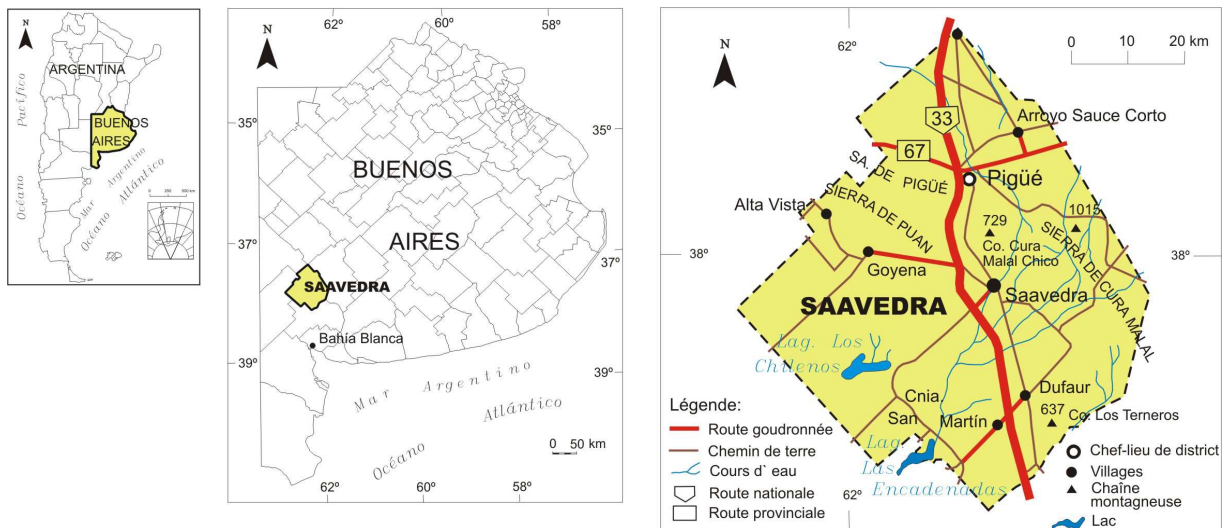 N
ARGENTINA
BUENOS
AIRES
Océano Pacífico
Mar Argentino
Océano Atlántico
0 250 500 km
62º 60º 58º
N
35º
35º
BUENOS
AIRES
37º
37º
SAAVEDRA
Bahía Blanca
39º
39º
Mar Argentino
Océano Atlántico
0 50 km
62º 60º 58º
62º
0 10 20 km
N
33
Arroyo Sauce Corto
67
SA. DE PIGÜÉ
Pigüé
SIERRA DE PUAN
Alta Vista
729
1015
Co. Cura
Malal Chico
SIERRA DE CURA MALAL
38º
38º
Goyena
Saavedra
SAAVEDRA
Lag. Los
Chilenos
Dufaur
Cnia.
San Martín
637 Co. Los Terneros
Lag.
Las
Encadenadas
62º
Légende:
Route goudronnée
Chemin de terre
Cours d` eau
Route nationale
Route provinciale
Chef-lieu de district
Villages
Chaîne
montagneuse
Lac